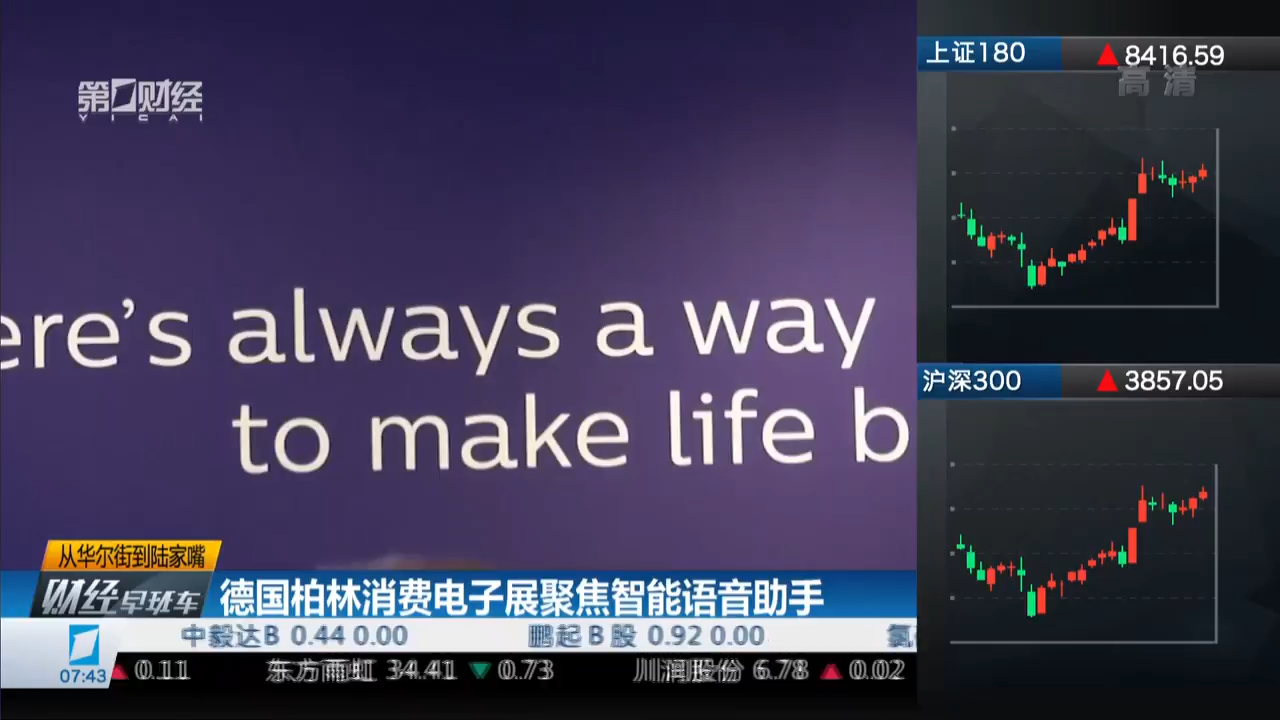 第一财经
YICAI
ere's always a way
to make life b
上证180 ▲8416.59
高清
沪深300 ▲3857.05
从华尔街到陆家嘴
财经早班车
德国柏林消费电子展聚焦智能语音助手
中毅达B 0.44 0.00 鹏起B股 0.92 0.00 氯
07:43
▲ 0.11 东方雨虹 34.41 ▼ 0.73 川润股份 6.78 ▲ 0.02